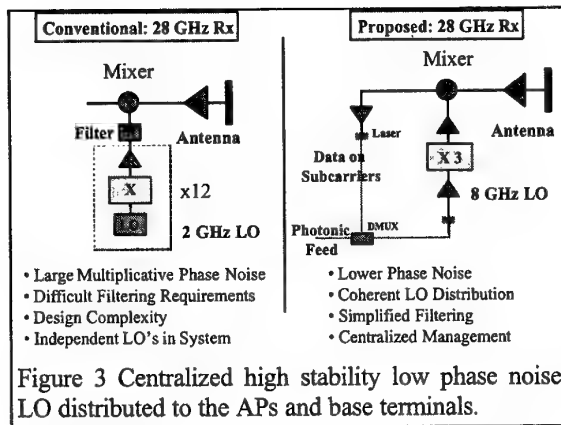 Conventional: 28 GHz Rx
Mixer
Filter
Antenna
X
x12
LO
2 GHz LO
• Large Multiplicative Phase Noise
• Difficult Filtering Requirements
• Design Complexity
• Independent LO's in System
Proposed: 28 GHz Rx
Mixer
Laser
Antenna
Data on
Subcarriers
X 3
8 GHz LO
Photonic
Feed
DMUX
• Lower Phase Noise
• Coherent LO Distribution
• Simplified Filtering
• Centralized Management
Figure 3 Centralized high stability low phase noise
LO distributed to the APs and base terminals.